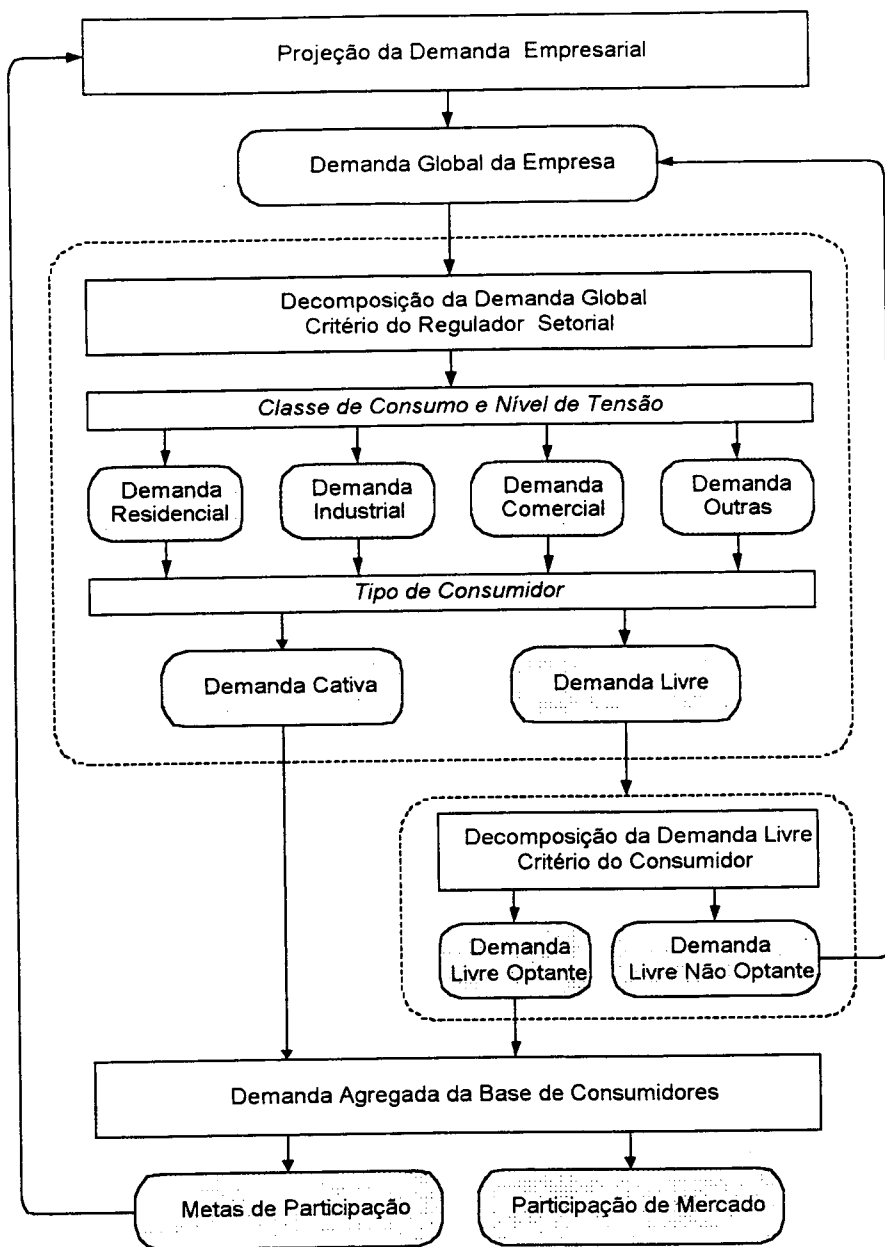 Projeção da Demanda Empresarial
Demanda Global da Empresa
Decomposição da Demanda Global
Critério do Regulador Setorial
Classe de Consumo e Nível de Tensão
Demanda
Residencial
Demanda
Industrial
Demanda
Comercial
Demanda
Outras
Tipo de Consumidor
Demanda Cativa
Demanda Livre
Decomposição da Demanda Livre
Critério do Consumidor
Demanda
Livre Optante
Demanda
Livre Não Optante
Demanda Agregada da Base de Consumidores
Metas de Participação
Participação de Mercado